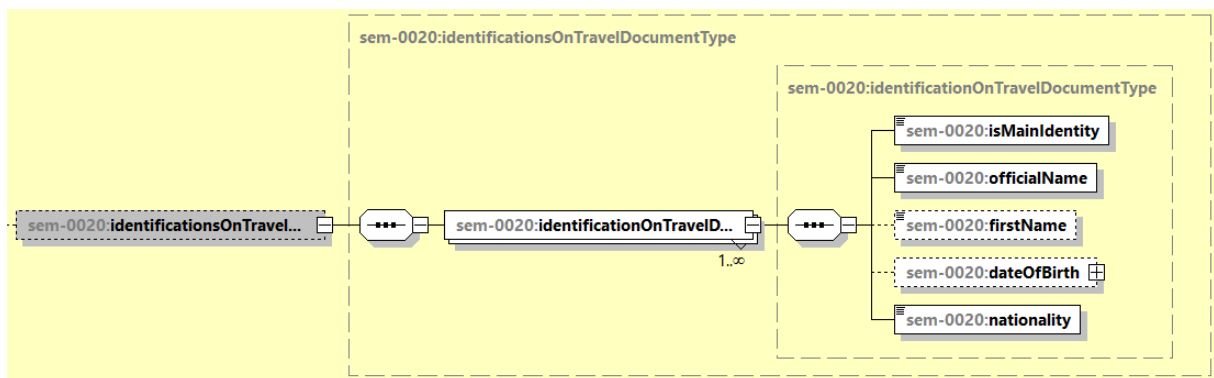 sem-0020:identificationsOnTravelDocumentType
sem-0020:identificationOnTravelDocumentType
sem-0020:isMainIdentity
sem-0020:officialName
sem-0020:identificationsOnTravel...
sem-0020:identificationOnTravelD...
sem-0020:firstName
1..∞
sem-0020:dateOfBirth
sem-0020:nationality